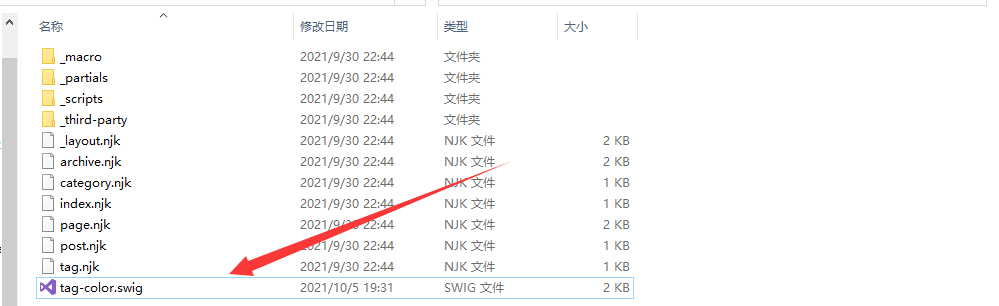 名称 修改日期 类型 大小
_macro 2021/9/30 22:44 文件夹
_partials 2021/9/30 22:44 文件夹
_scripts 2021/9/30 22:44 文件夹
_third-party 2021/9/30 22:44 文件夹
_layout.njk 2021/9/30 22:44 NJK 文件 2 KB
archive.njk 2021/9/30 22:44 NJK 文件 2 KB
category.njk 2021/9/30 22:44 NJK 文件 1 KB
index.njk 2021/9/30 22:44 NJK 文件 1 KB
page.njk 2021/9/30 22:44 NJK 文件 2 KB
post.njk 2021/9/30 22:44 NJK 文件 1 KB
tag.njk 2021/9/30 22:44 NJK 文件 1 KB
tag-color.swig 2021/10/5 19:31 SWIG 文件 2 KB